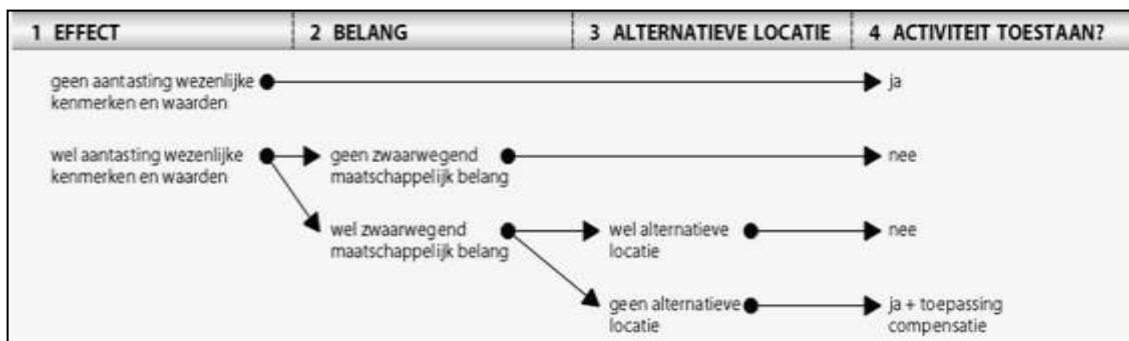 1 EFFECT
2 BELANG
3 ALTERNATIEVE LOCATIE
4 ACTIVITEIT TOESTAAN?
geen aantasting wezenlijke
kenmerken en waarden
ja
wel aantasting wezenlijke
kenmerken en waarden
geen zwaarwegend
maatschappelijk belang
nee
wel zwaarwegend
maatschappelijk belang
wel alternatieve
locatie
nee
geen alternatieve
locatie
ja + toepassing
compensatie